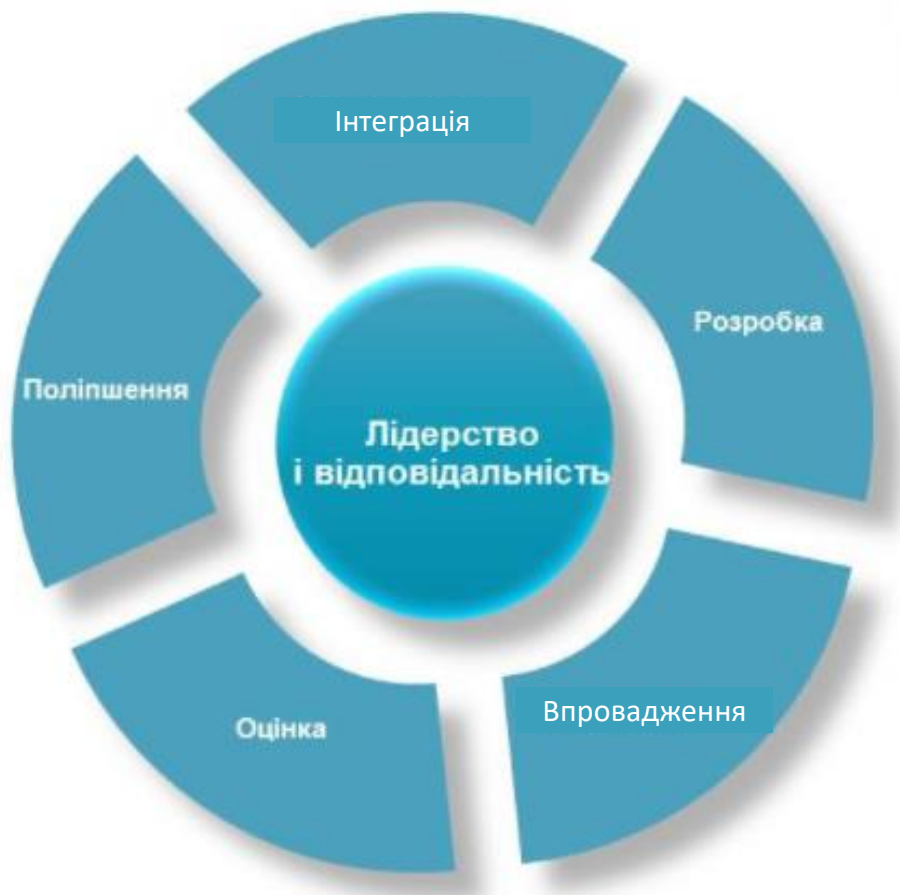 Інтеграція
Розробка
Поліпшення
Лідерство
і відповідальність
Впровадження
Оцінка